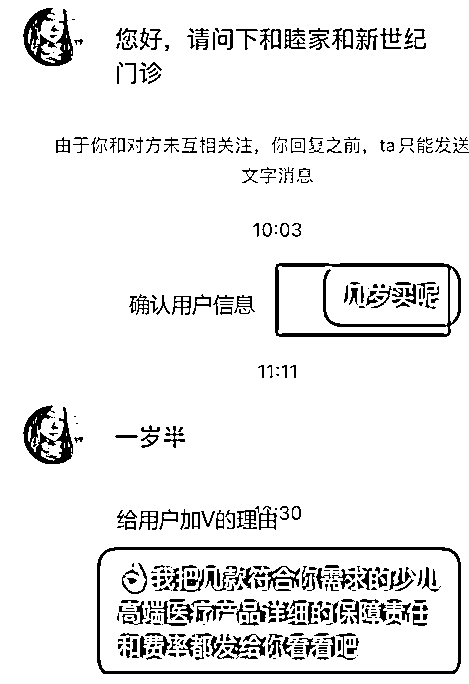 您好，请问下和睦家和新世纪
门诊
由于你和对方未互相关注，你回复之前，ta只能发送
文字消息
10:03
确认用户信息
几岁买呢
11:11
一岁半
给用户加V的理由
:30
👌我把几款符合你需求的少儿
高端医疗产品详细的保障责任
和费率都发给你看看吧